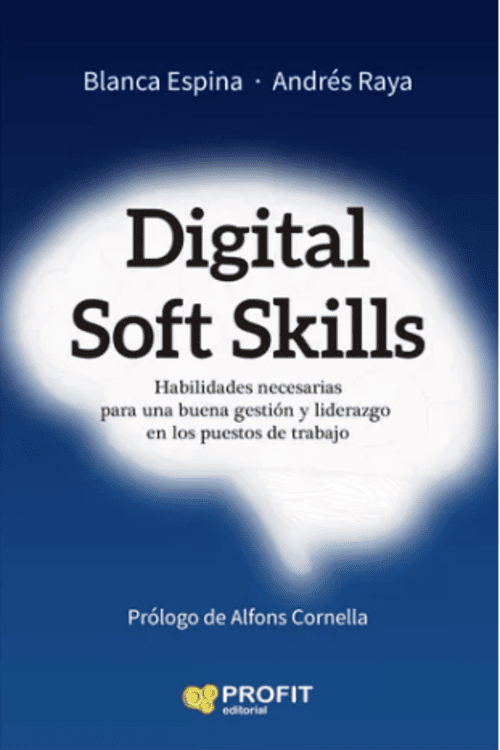 Blanca Espina · Andrés Raya
Digital
Soft Skills
Habilidades necesarias
para una buena gestión y liderazgo
en los puestos de trabajo
Prólogo de Alfons Cornella
PROFIT
editorial